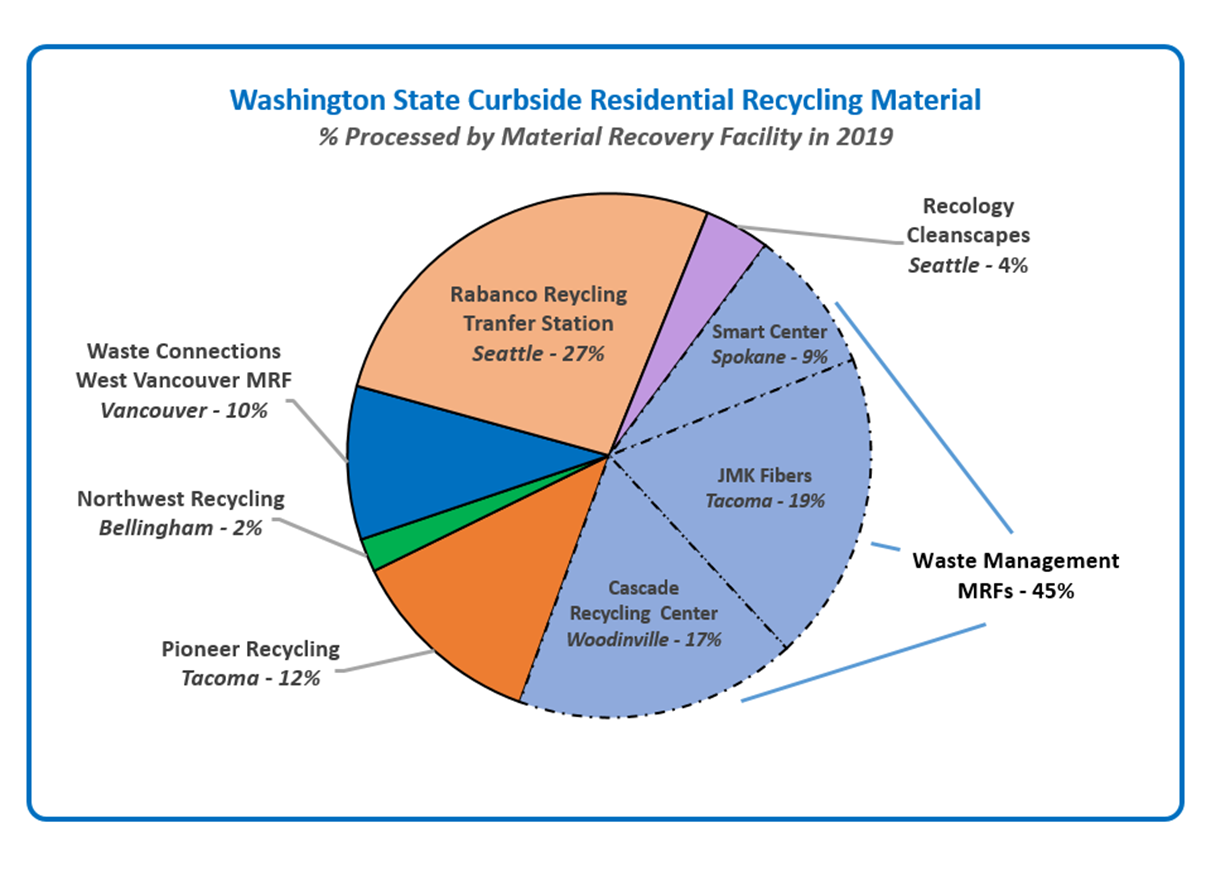 Washington State Curbside Residential Recycling Material
% Processed by Material Recovery Facility in 2019
Recology
Cleanscapes
Seattle - 4%
Rabanco Reycling
Tranfer Station
Seattle - 27%
Smart Center
Spokane - 9%
Waste Connections
West Vancouver MRF
Vancouver - 10%
JMK Fibers
Tacoma - 19%
Northwest Recycling
Bellingham - 2%
Waste Management
MRFs - 45%
Cascade
Recycling Center
Woodinville - 17%
Pioneer Recycling
Tacoma - 12%